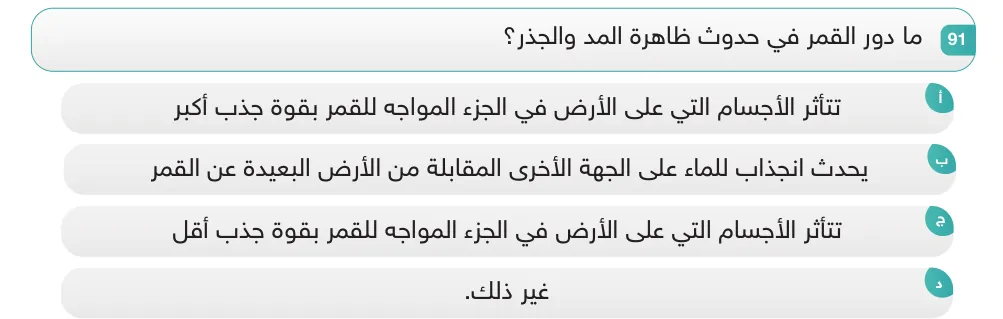 91 ما دور القمر في حدوث ظاهرة المد والجذر؟
أ تتأثر الأجسام التي على الأرض في الجزء المواجه للقمر بقوة جذب أكبر
ب يحدث انجذاب للماء على الجهة الأخرى المقابلة من الأرض البعيدة عن القمر
ج تتأثر الأجسام التي على الأرض في الجزء المواجه للقمر بقوة جذب أقل
د غير ذلك.